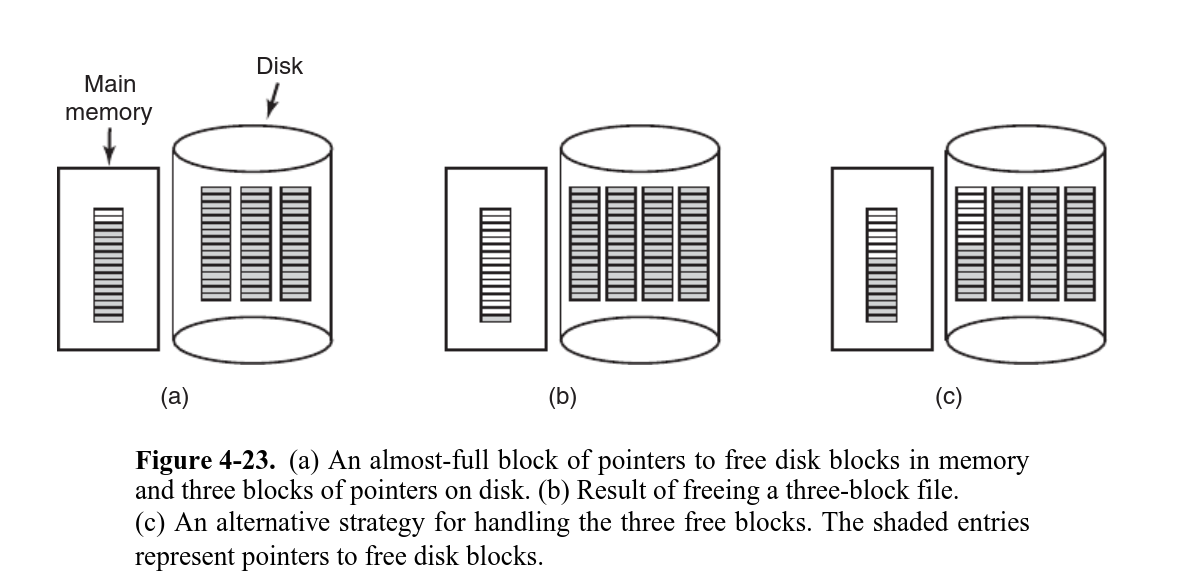 Disk
Main
memory
(a)
(b)
(c)
Figure 4-23. (a) An almost-full block of pointers to free disk blocks in memory
and three blocks of pointers on disk. (b) Result of freeing a three-block file.
(c) An alternative strategy for handling the three free blocks. The shaded entries
represent pointers to free disk blocks.